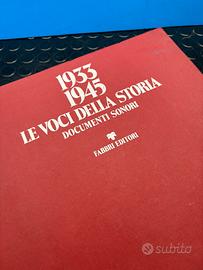 1933
1945
LE VOCI DELLA STORIA
DOCUMENTI SONORI
FABBRI EDITORI
subito